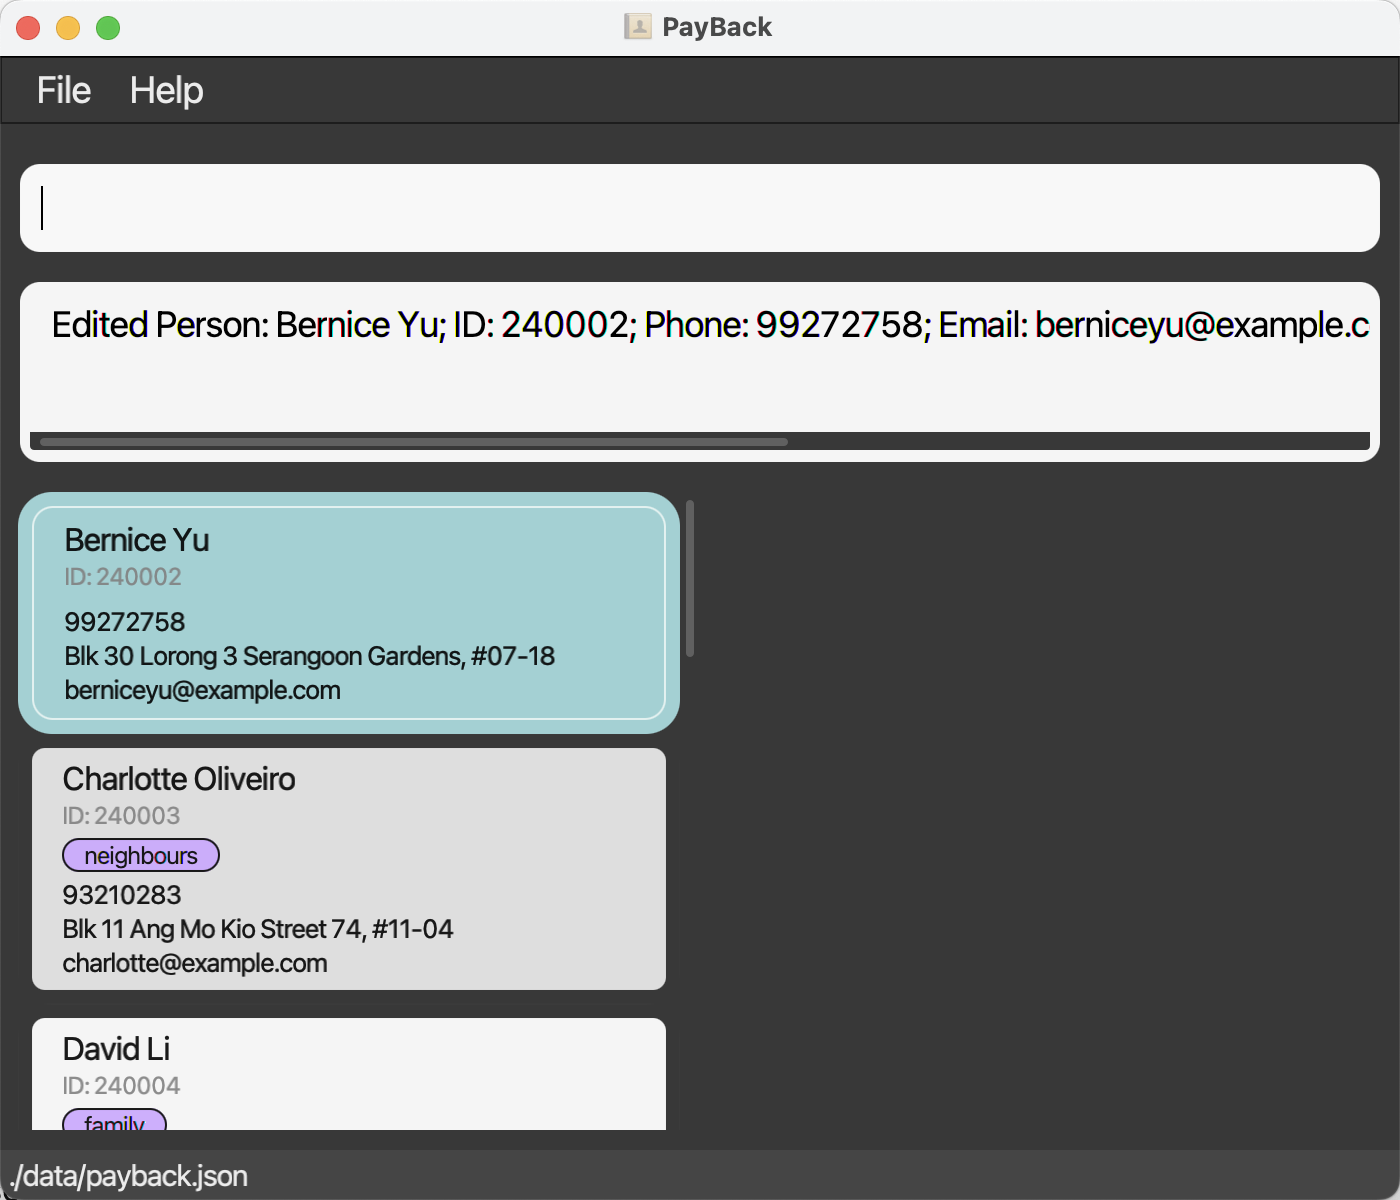 PayBack
File Help
Edited Person: Bernice Yu; ID: 240002; Phone: 99272758; Email: berniceyu@example.c
Bernice Yu
ID: 240002
99272758
Blk 30 Lorong 3 Serangoon Gardens, #07-18
berniceyu@example.com
Charlotte Oliveiro
ID: 240003
neighbours
93210283
Blk 11 Ang Mo Kio Street 74, #11-04
charlotte@example.com
David Li
ID: 240004
family
./data/payback.json